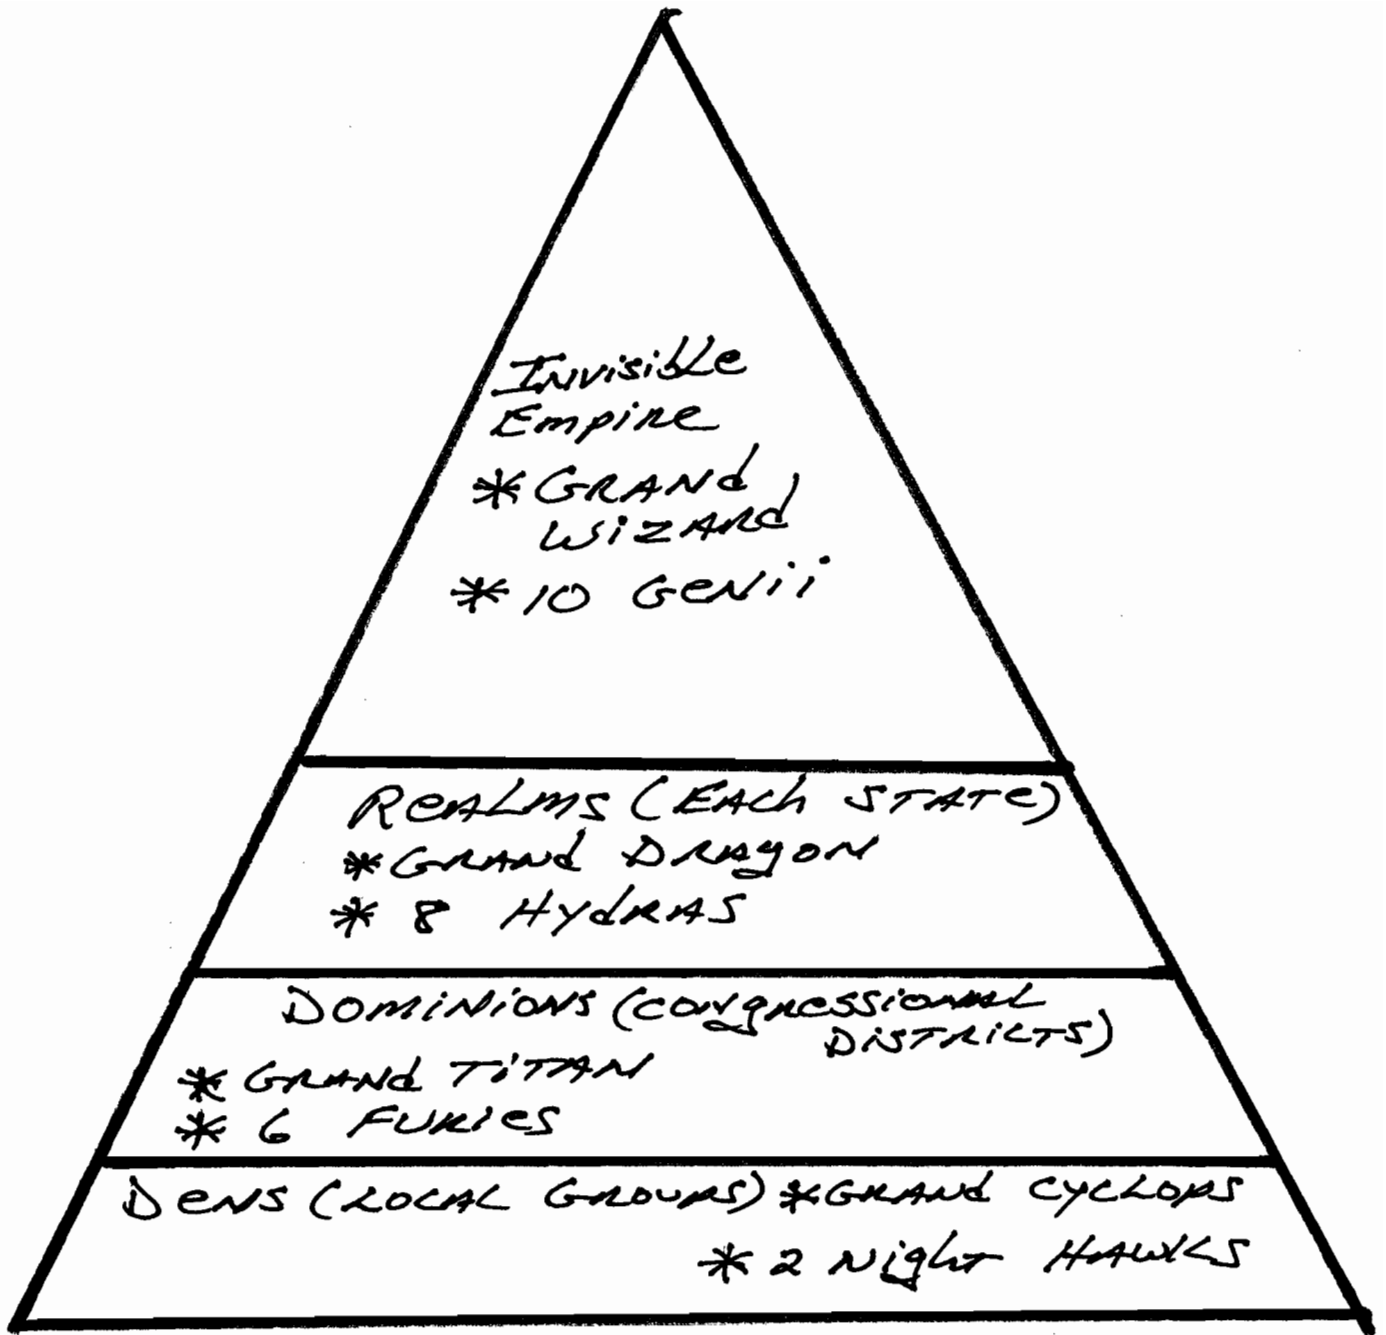 Invisible
Empire
* Grand
Wizard
* 10 Genii
Realms (Each State)
* Grand Dragon
* 8 Hydras
Dominions (Congressional
Districts)
* Grand Titan
* 6 Furies
Dens (Local Groups) * Grand Cyclops
* 2 Night Hawks